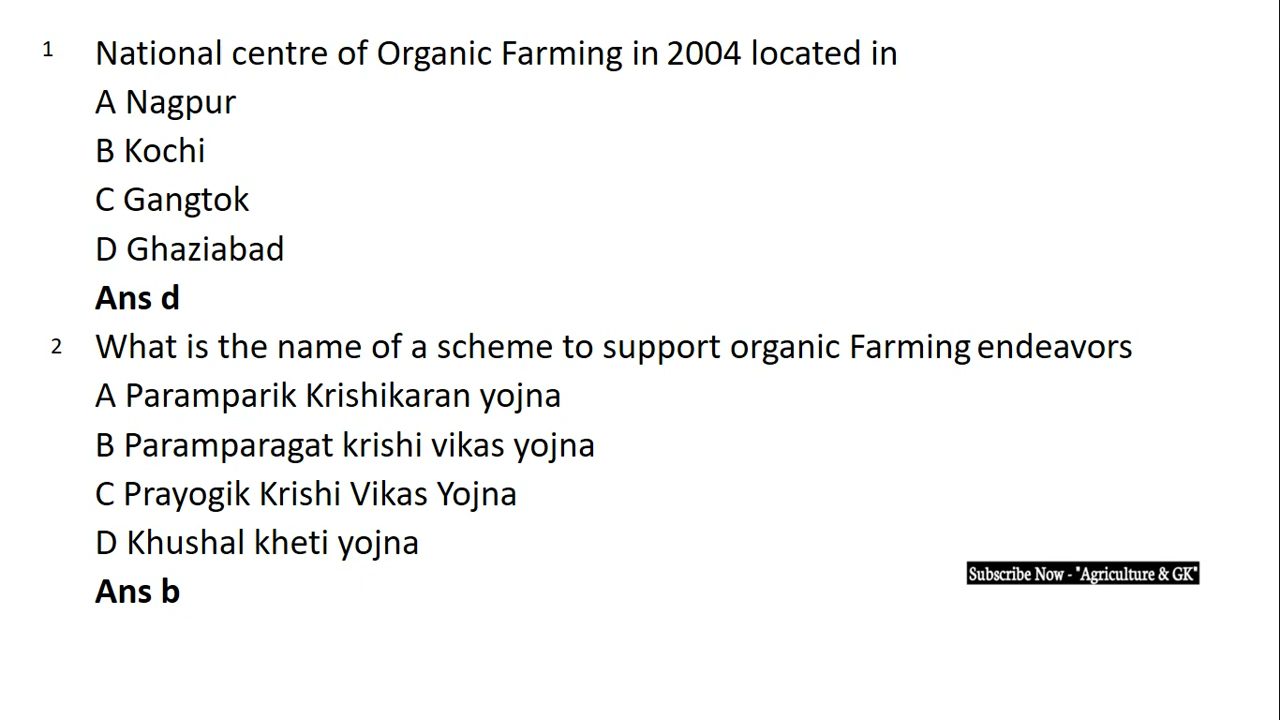 1 National centre of Organic Farming in 2004 located in
A Nagpur
B Kochi
C Gangtok
D Ghaziabad
Ans d
2 What is the name of a scheme to support organic Farming endeavors
A Paramparik Krishikaran yojna
B Paramparagat krishi vikas yojna
C Prayogik Krishi Vikas Yojna
D Khushal kheti yojna
Ans b
Subscribe Now - "Agriculture & GK"